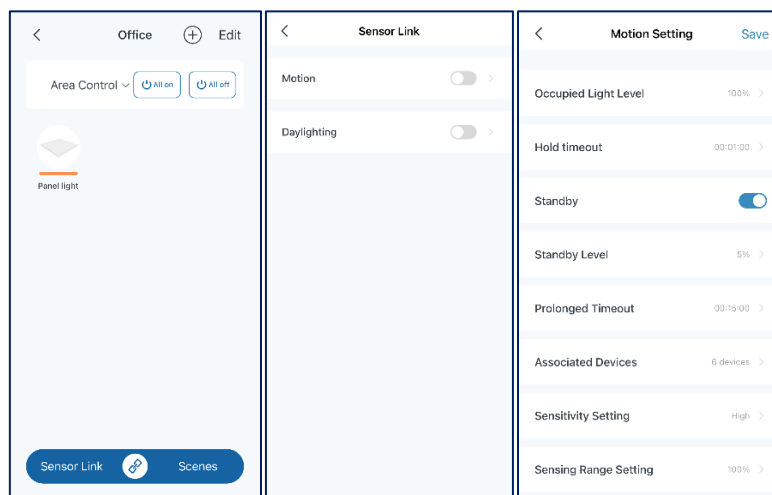 Office
Edit
Area Control
All on
All off
Panel light
Sensor Link
Scenes
Sensor Link
Motion
Daylighting
Motion Setting
Save
Occupied Light Level
100%
Hold timeout
00:01:00
Standby
Standby Level
5%
Prolonged Timeout
00:15:00
Associated Devices
6 devices
Sensitivity Setting
High
Sensing Range Setting
100%